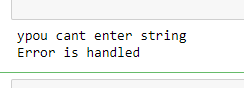 ypou cant enter string
Error is handled